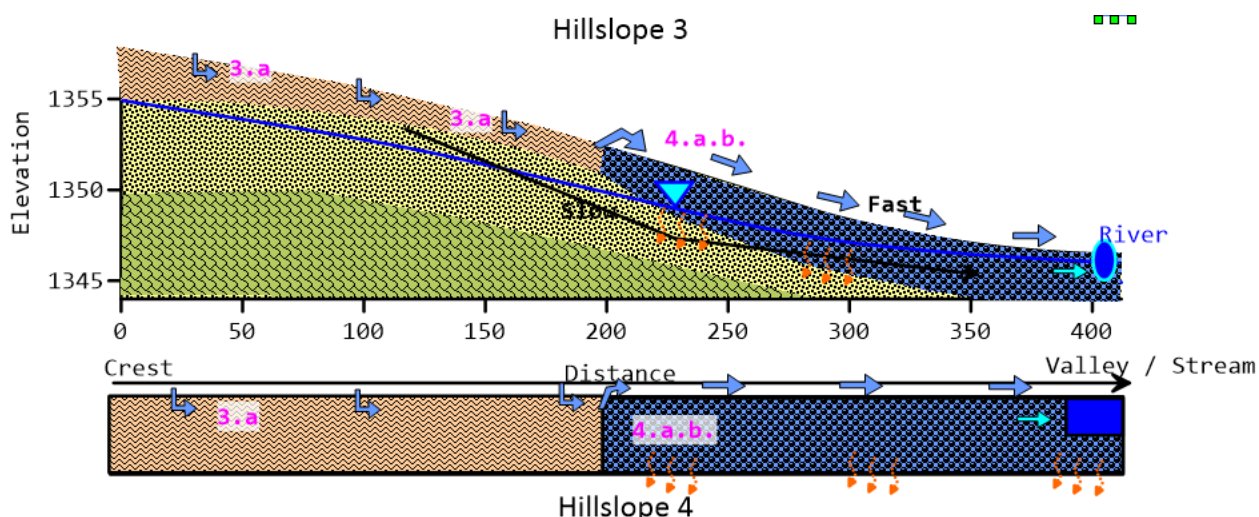 Hillslope 3
3.a
1355
3.a
4.a.b.
1350
Elevation
Slow
Fast
River
1345
0 50 100 150 200 250 300 350 400
Crest
Distance
Valley / Stream
3.a
4.a.b.
Hillslope 4